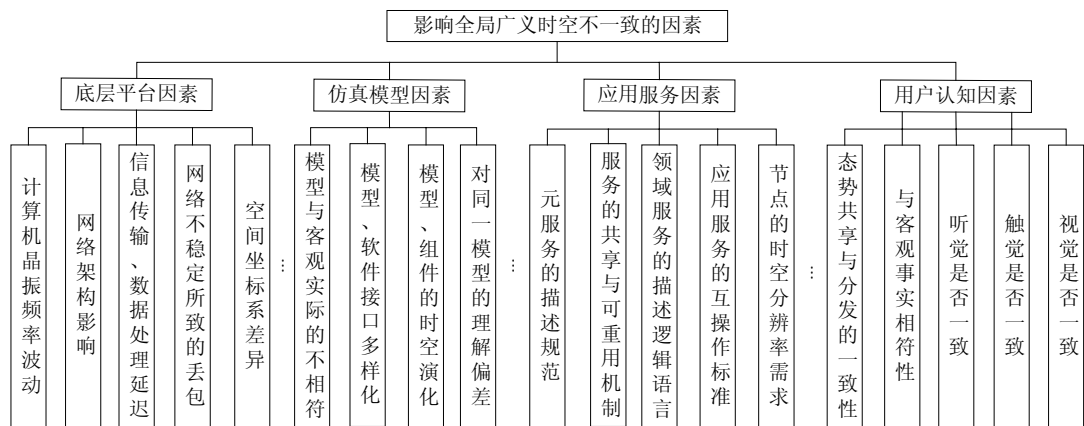 影响全局广义时空不一致的因素
底层平台因素
仿真模型因素
应用服务因素
用户认知因素
计算机晶振频率波动
网络架构影响
信息传输、数据处理延迟
网络不稳定所致的丢包
空间坐标系差异
…
模型与客观实际的不相符
模型、软件接口多样化
模型、组件的时空演化
对同一模型的理解偏差
…
元服务的描述规范
服务的共享与可重用机制
领域服务的描述逻辑语言
应用服务的互操作标准
节点的时空分辨率需求
…
态势共享与分发的一致性
与客观事实相符性
听觉是否一致
触觉是否一致
视觉是否一致